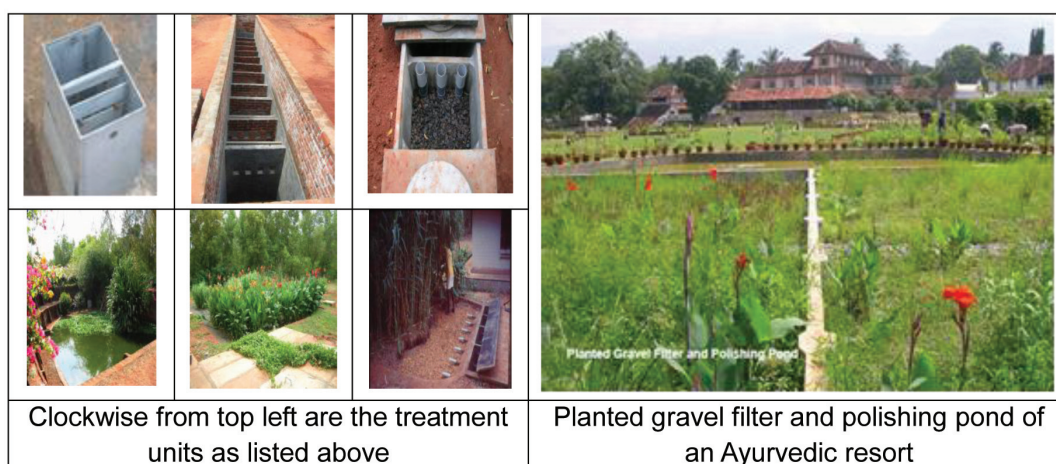 Planted Gravel Filter and Polishing Pond
Clockwise from top left are the treatment
units as listed above
Planted gravel filter and polishing pond of
an Ayurvedic resort